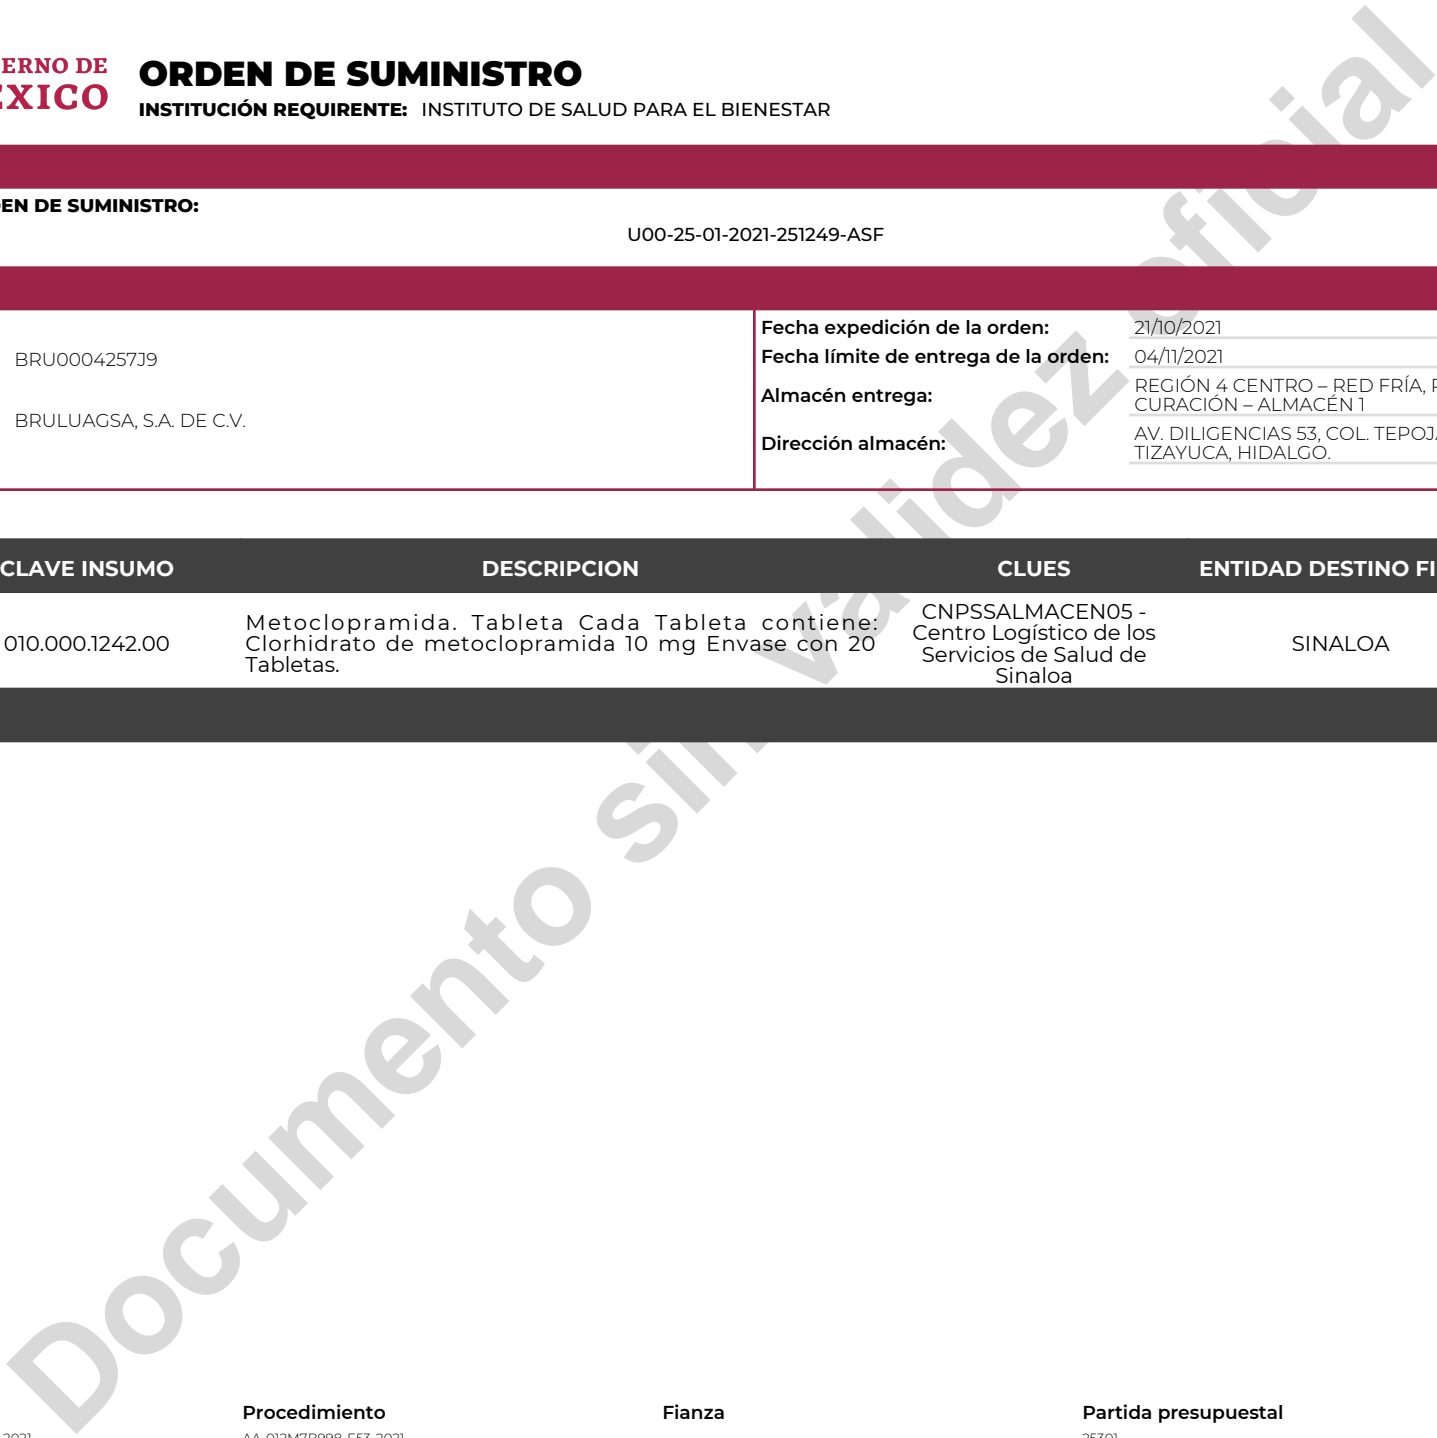 ERNO DE
EXICO
ORDEN DE SUMINISTRO
INSTITUCIÓN REQUIRENTE: INSTITUTO DE SALUD PARA EL BIENESTAR
EN DE SUMINISTRO:
U00-25-01-2021-251249-ASF
BRU0004257J9
BRULUAGSA, S.A. DE C.V.
Fecha expedición de la orden: 21/10/2021
Fecha límite de entrega de la orden: 04/11/2021
Almacén entrega: REGIÓN 4 CENTRO – RED FRÍA,
CURACIÓN – ALMACÉN 1
Dirección almacén: AV. DILIGENCIAS 53, COL. TEPOJ
TIZAYUCA, HIDALGO.
CLAVE INSUMO DESCRIPCION CLUES ENTIDAD DESTINO FI
010.000.1242.00
Metoclopramida. Tableta Cada Tableta contiene:
Clorhidrato de metoclopramida 10 mg Envase con 20
Tabletas.
CNPSSALMACEN05 -
Centro Logístico de los
Servicios de Salud de
Sinaloa
SINALOA
Documento sin validez oficial
Procedimiento Fianza Partida presupuestal